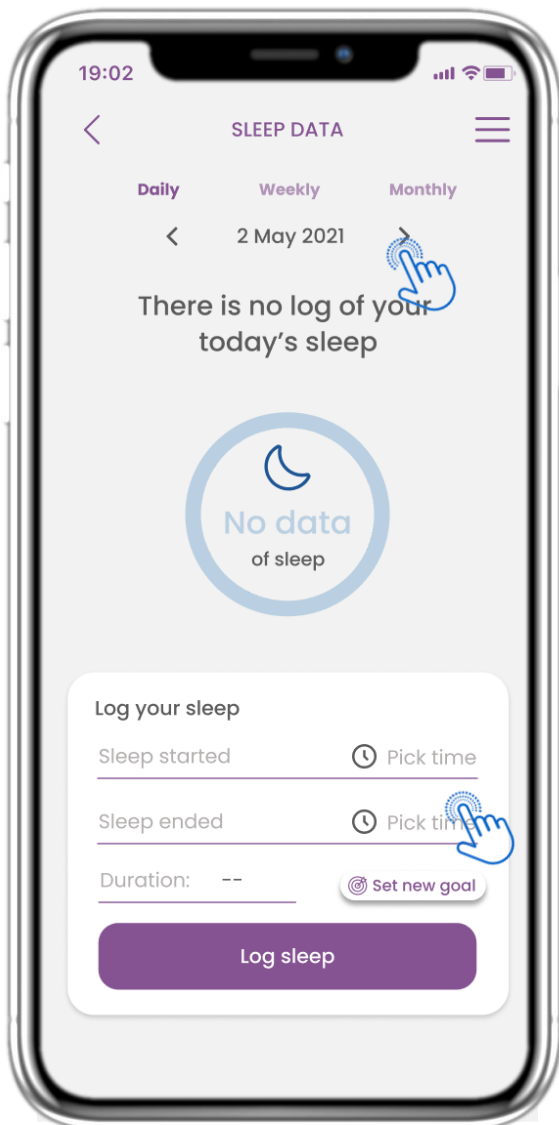 19:02
SLEEP DATA
Daily Weekly Monthly
2 May 2021
There is no log of your
today's sleep
No data
of sleep
Log your sleep
Sleep started Pick time
Sleep ended Pick time
Duration: --
Set new goal
Log sleep